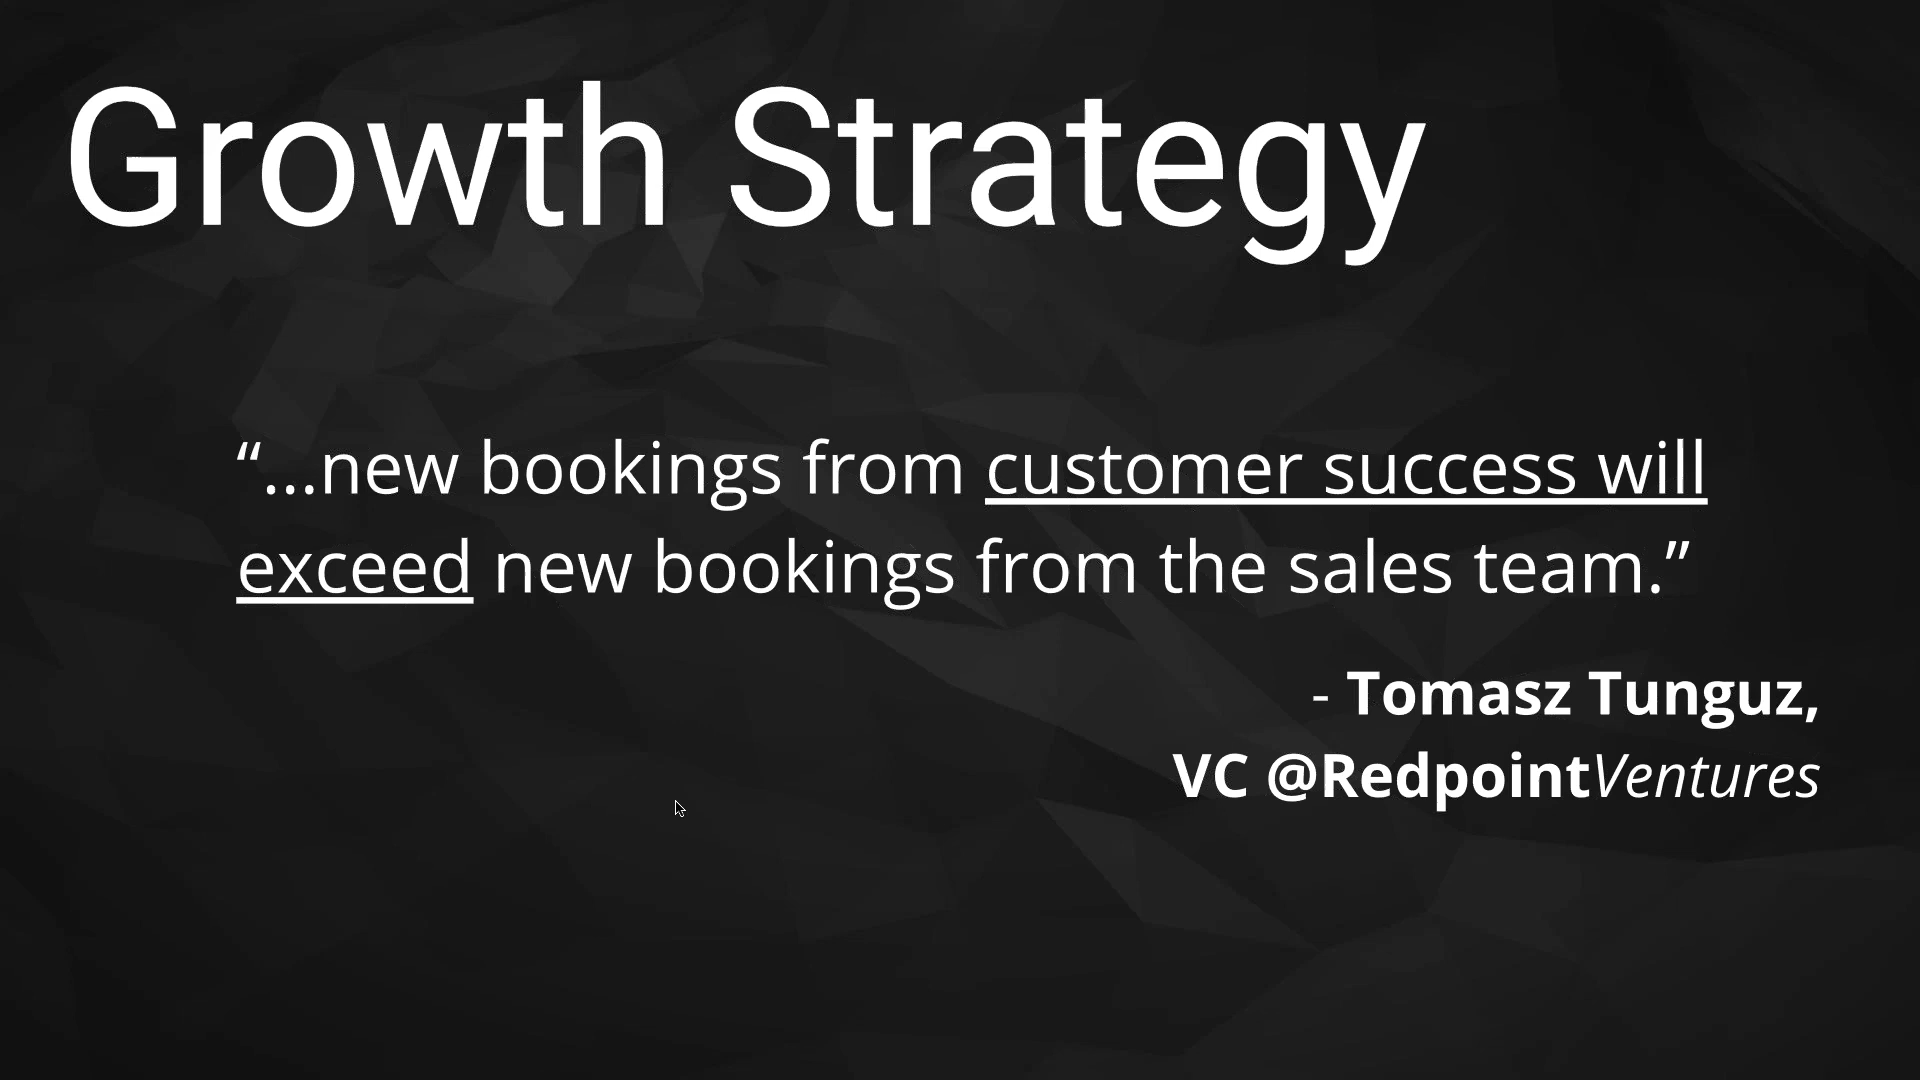 Growth Strategy
“...new bookings from customer success will
exceed new bookings from the sales team.”
- Tomasz Tunguz,
VC @RedpointVentures